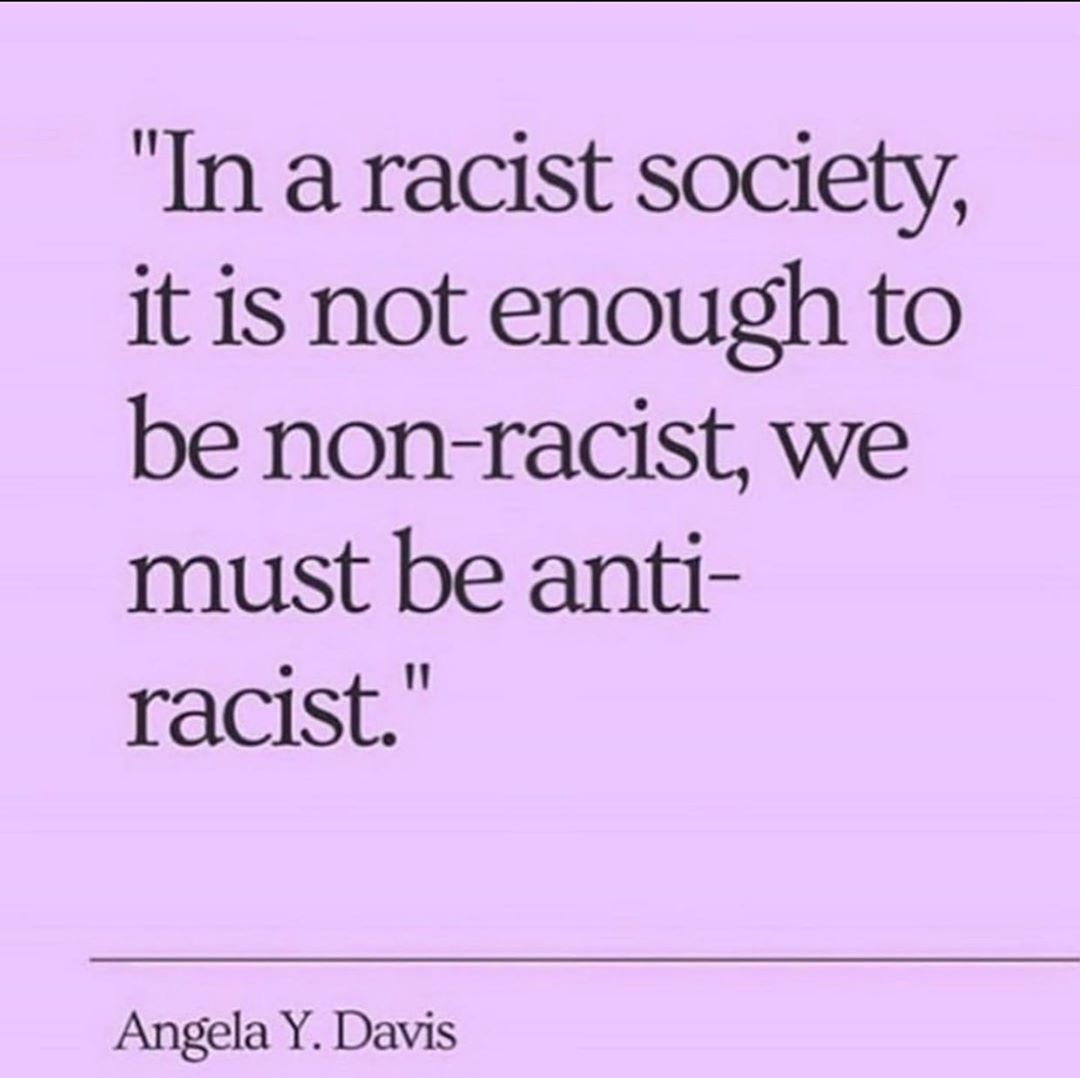 "In a racist society,
it is not enough to
be non-racist, we
must be anti-
racist."
Angela Y. Davis